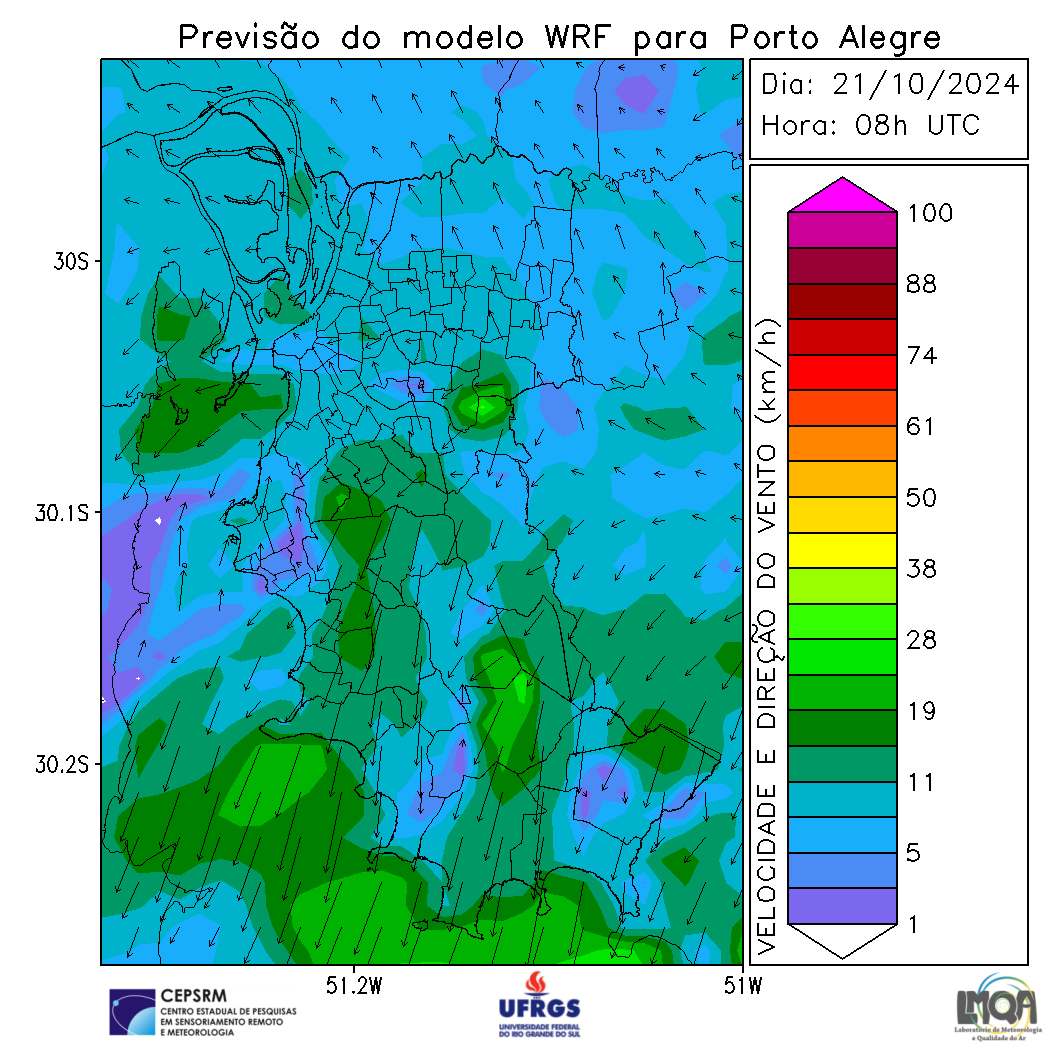 Previsão do modelo WRF para Porto Alegre
Dia: 21/10/2024
Hora: 08h UTC
30S
30.1S
30.2S
51.2W
51W
VELOCIDADE E DIREÇÃO DO VENTO (km/h)
100
88
74
61
50
38
28
19
11
5
1
CEPSRM
CENTRO ESTADUAL DE PESQUISAS
EM SENSORIAMENTO REMOTO
E METEOROLOGIA
UFRGS
UNIVERSIDADE FEDERAL
DO RIO GRANDE DO SUL
LMQA
Laboratório de Meteorologia
e Qualidade do Ar